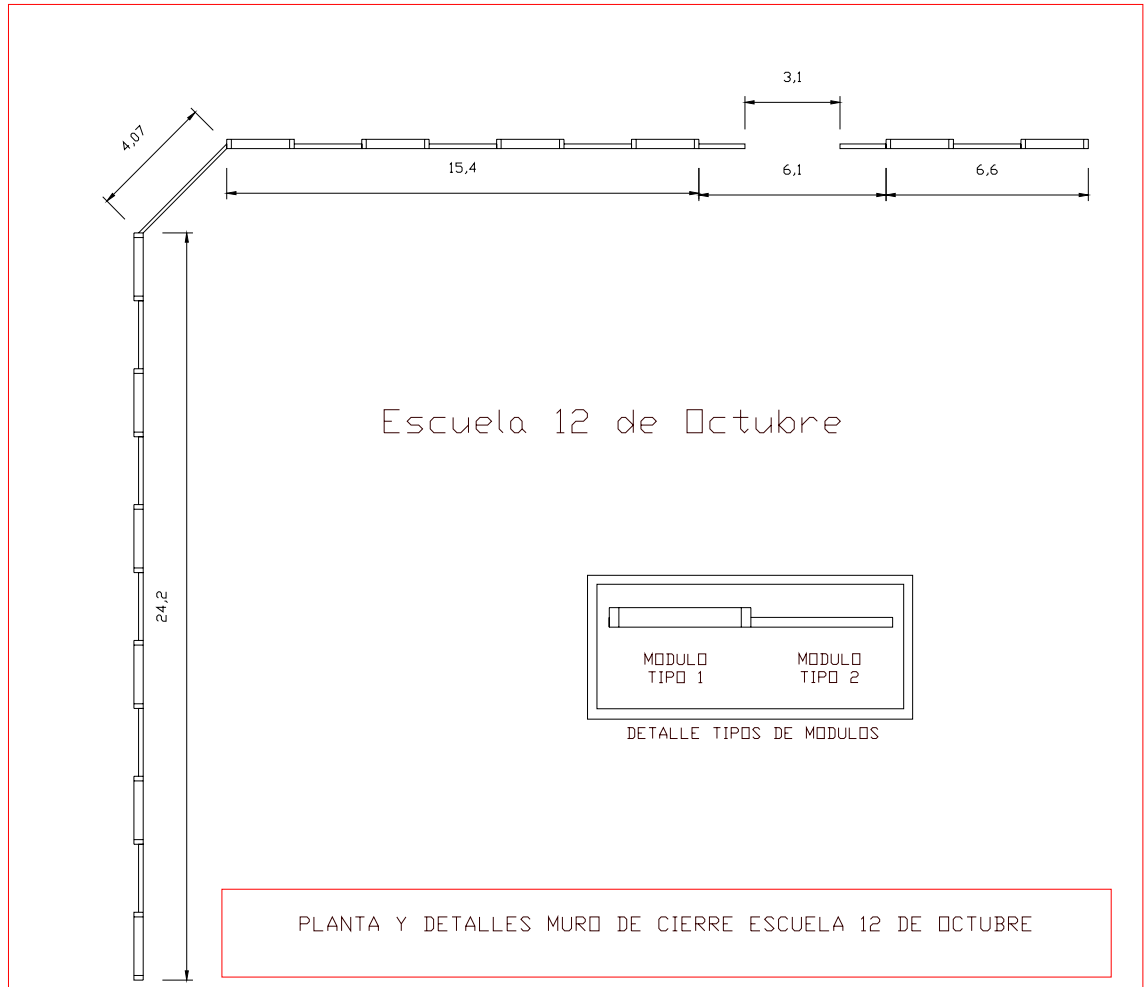 3,1
4,07
15,4
6,1
6,6
Escuela 12 de Octubre
24,2
MODULO
TIPO 1
MODULO
TIPO 2
DETALLE TIPOS DE MODULOS
PLANTA Y DETALLES MURO DE CIERRE ESCUELA 12 DE OCTUBRE